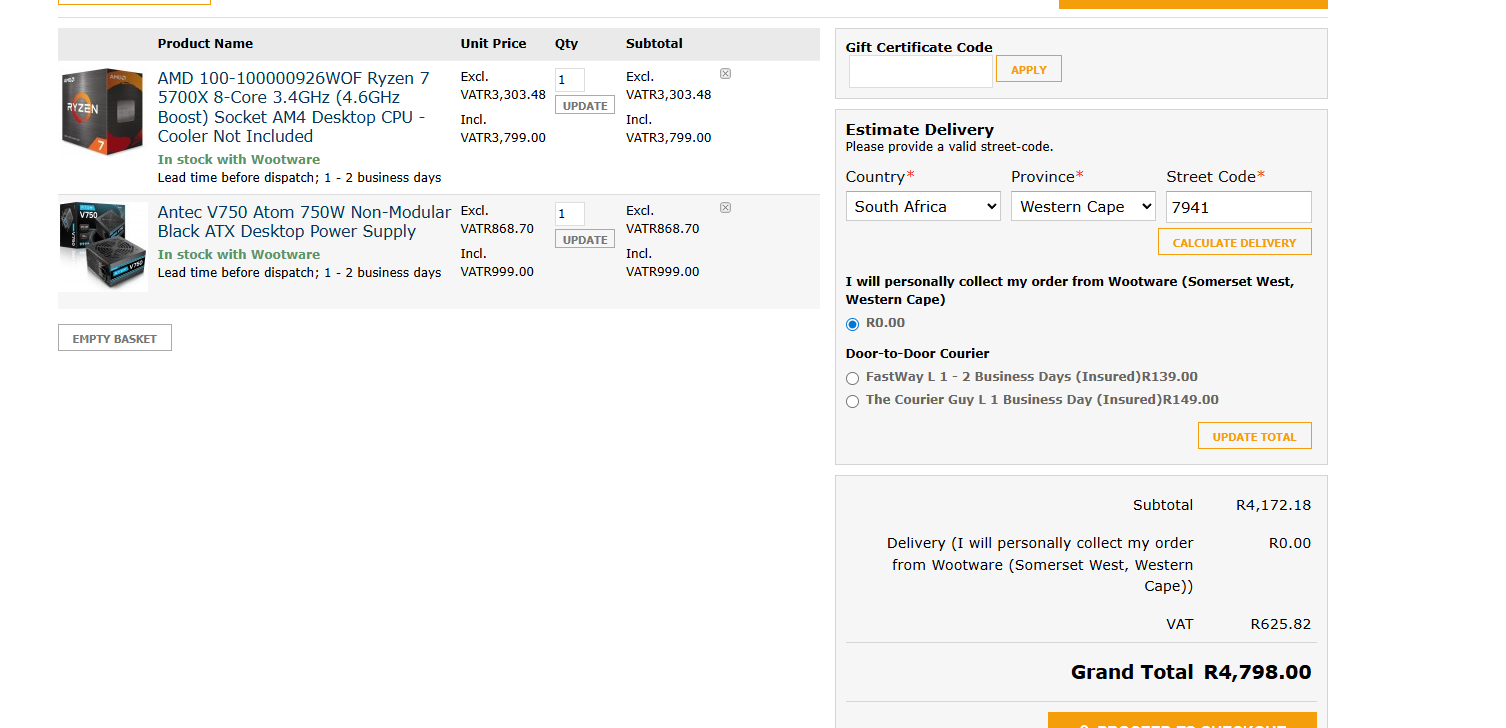 Product Name Unit Price Qty Subtotal
AMD 100-100000926WOF Ryzen 7
5700X 8-Core 3.4GHz (4.6GHz
Boost) Socket AM4 Desktop CPU -
Cooler Not Included
In stock with Wootware
Lead time before dispatch; 1 - 2 business days
Excl.
VATR3,303.48
Incl.
VATR3,799.00
1
UPDATE
Excl.
VATR3,303.48
Incl.
VATR3,799.00
RYZEN
7
Antec V750 Atom 750W Non-Modular
Black ATX Desktop Power Supply
In stock with Wootware
Lead time before dispatch; 1 - 2 business days
Excl.
VATR868.70
Incl.
VATR999.00
1
UPDATE
Excl.
VATR868.70
Incl.
VATR999.00
V750
EMPTY BASKET
Gift Certificate Code
APPLY
Estimate Delivery
Please provide a valid street-code.
Country* Province* Street Code*
South Africa Western Cape 7941
CALCULATE DELIVERY
I will personally collect my order from Wootware (Somerset West,
Western Cape)
R0.00
Door-to-Door Courier
FastWay L 1 - 2 Business Days (Insured)R139.00
The Courier Guy L 1 Business Day (Insured)R149.00
UPDATE TOTAL
Subtotal R4,172.18
Delivery (I will personally collect my order R0.00
from Wootware (Somerset West, Western
Cape))
VAT R625.82
Grand Total R4,798.00
PROCEED TO CHECKOUT